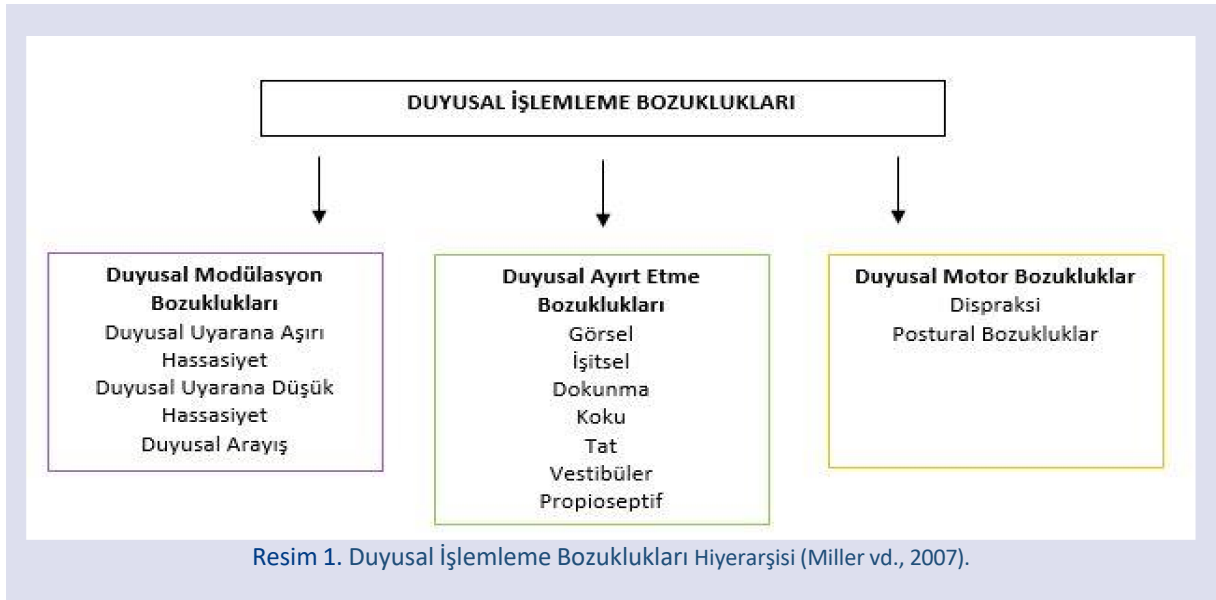 DUYUSAL İŞLEMLEME BOZUKLUKLARI
Duyusal Modülasyon
Bozuklukları
Duyusal Uyarana Aşırı
Hassasiyet
Duyusal Uyarana Düşük
Hassasiyet
Duyusal Arayış
Duyusal Ayırt Etme
Bozuklukları
Görsel
İşitsel
Dokunma
Koku
Tat
Vestibüler
Propioseptif
Duyusal Motor Bozukluklar
Dispraksi
Postural Bozukluklar
Resim 1. Duyusal İşlemleme Bozuklukları Hiyerarşisi (Miller vd., 2007).